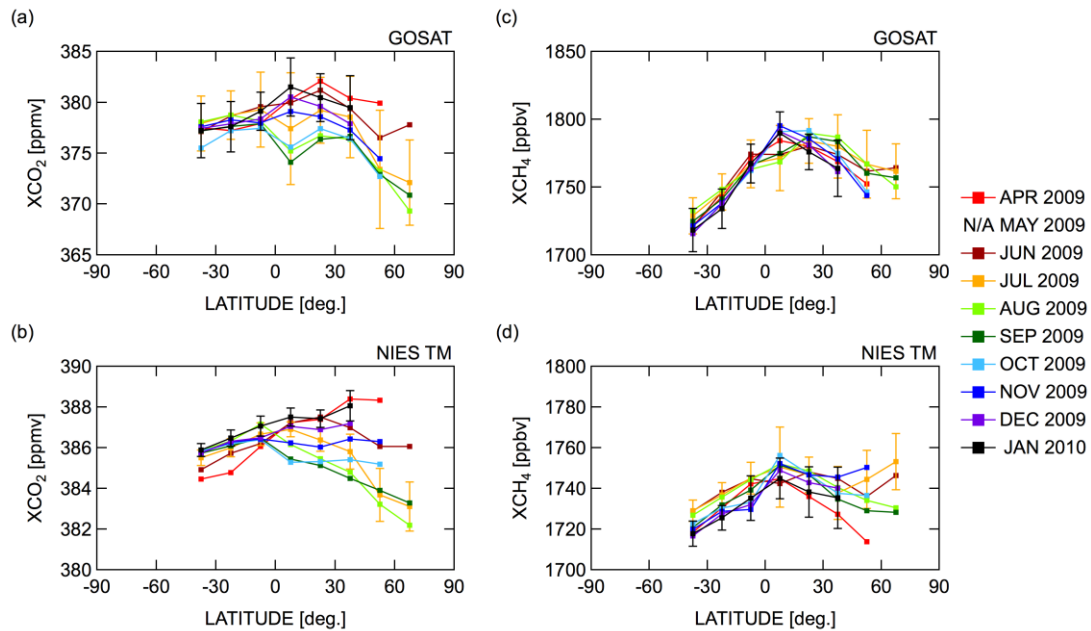 (a)
GOSAT
385
380
375
370
365
XCO2 [ppmv]
-90 -60 -30 0 30 60 90
LATITUDE [deg.]
(b)
NIES TM
390
388
386
384
382
380
XCO2 [ppmv]
-90 -60 -30 0 30 60 90
LATITUDE [deg.]
(c)
GOSAT
1850
1800
1750
1700
XCH4 [ppbv]
-90 -60 -30 0 30 60 90
LATITUDE [deg.]
(d)
NIES TM
1800
1780
1760
1740
1720
1700
XCH4 [ppbv]
-90 -60 -30 0 30 60 90
LATITUDE [deg.]
APR 2009
N/A MAY 2009
JUN 2009
JUL 2009
AUG 2009
SEP 2009
OCT 2009
NOV 2009
DEC 2009
JAN 2010